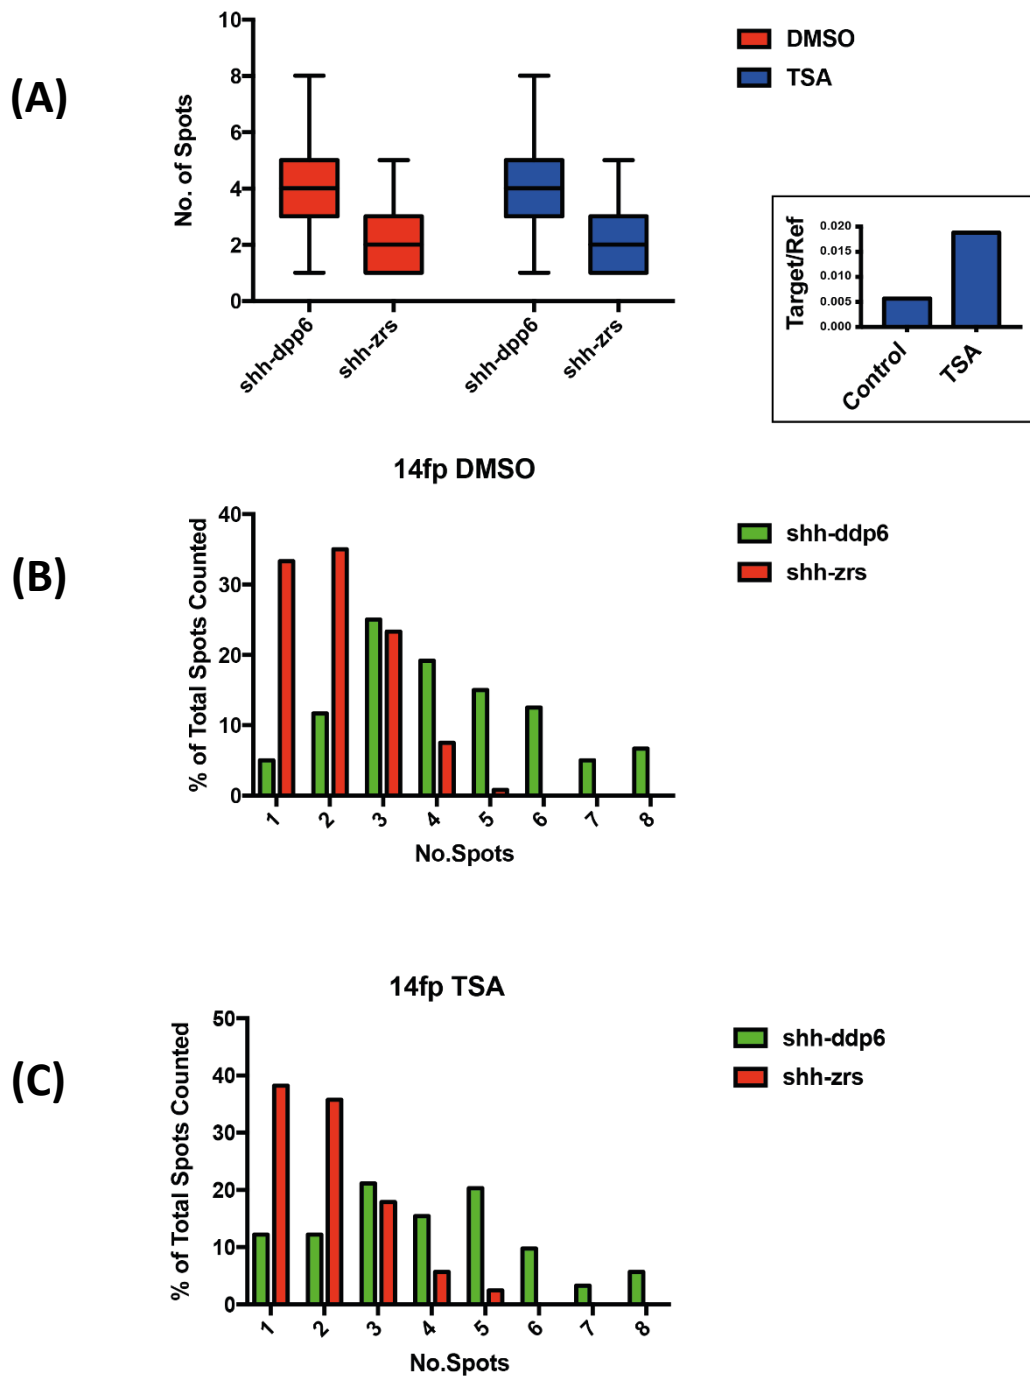 (A)
10
8
6
4
2
0
No. of Spots
shh-dpp6
shh-zrs
shh-dpp6
shh-zrs
DMSO
TSA
Target/Ref
0.020
0.015
0.010
0.005
0.000
Control
TSA
(B)
14fp DMSO
% of Total Spots Counted
40
30
20
10
0
1 2 3 4 5 6 7 8
No.Spots
shh-ddp6
shh-zrs
(C)
14fp TSA
% of Total Spots Counted
50
40
30
20
10
0
1 2 3 4 5 6 7 8
No.Spots
shh-ddp6
shh-zrs